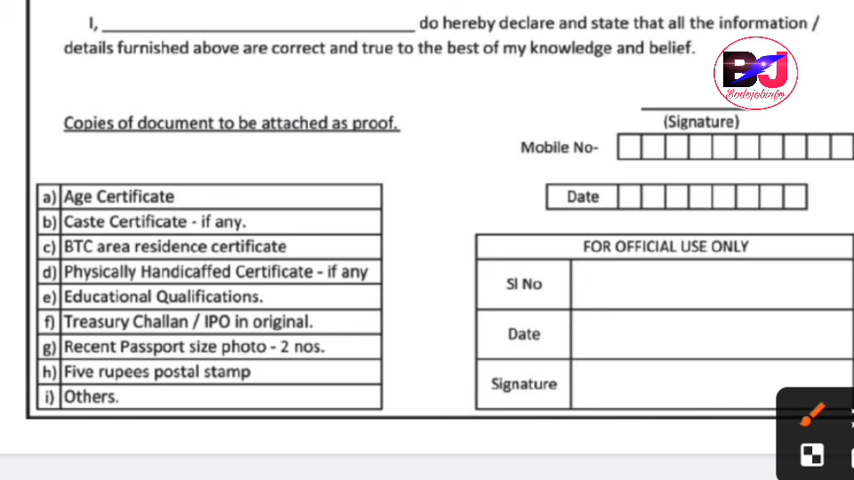 I, ______________________________ do hereby declare and state that all the information /
details furnished above are correct and true to the best of my knowledge and belief.
BJ
Bodojobinfo
(Signature)
Copies of document to be attached as proof.
Mobile No-
a) Age Certificate
Date
b) Caste Certificate - if any.
c) BTC area residence certificate
FOR OFFICIAL USE ONLY
d) Physically Handicaffed Certificate - if any
Sl No
e) Educational Qualifications.
f) Treasury Challan / IPO in original.
Date
g) Recent Passport size photo - 2 nos.
h) Five rupees postal stamp
Signature
i) Others.